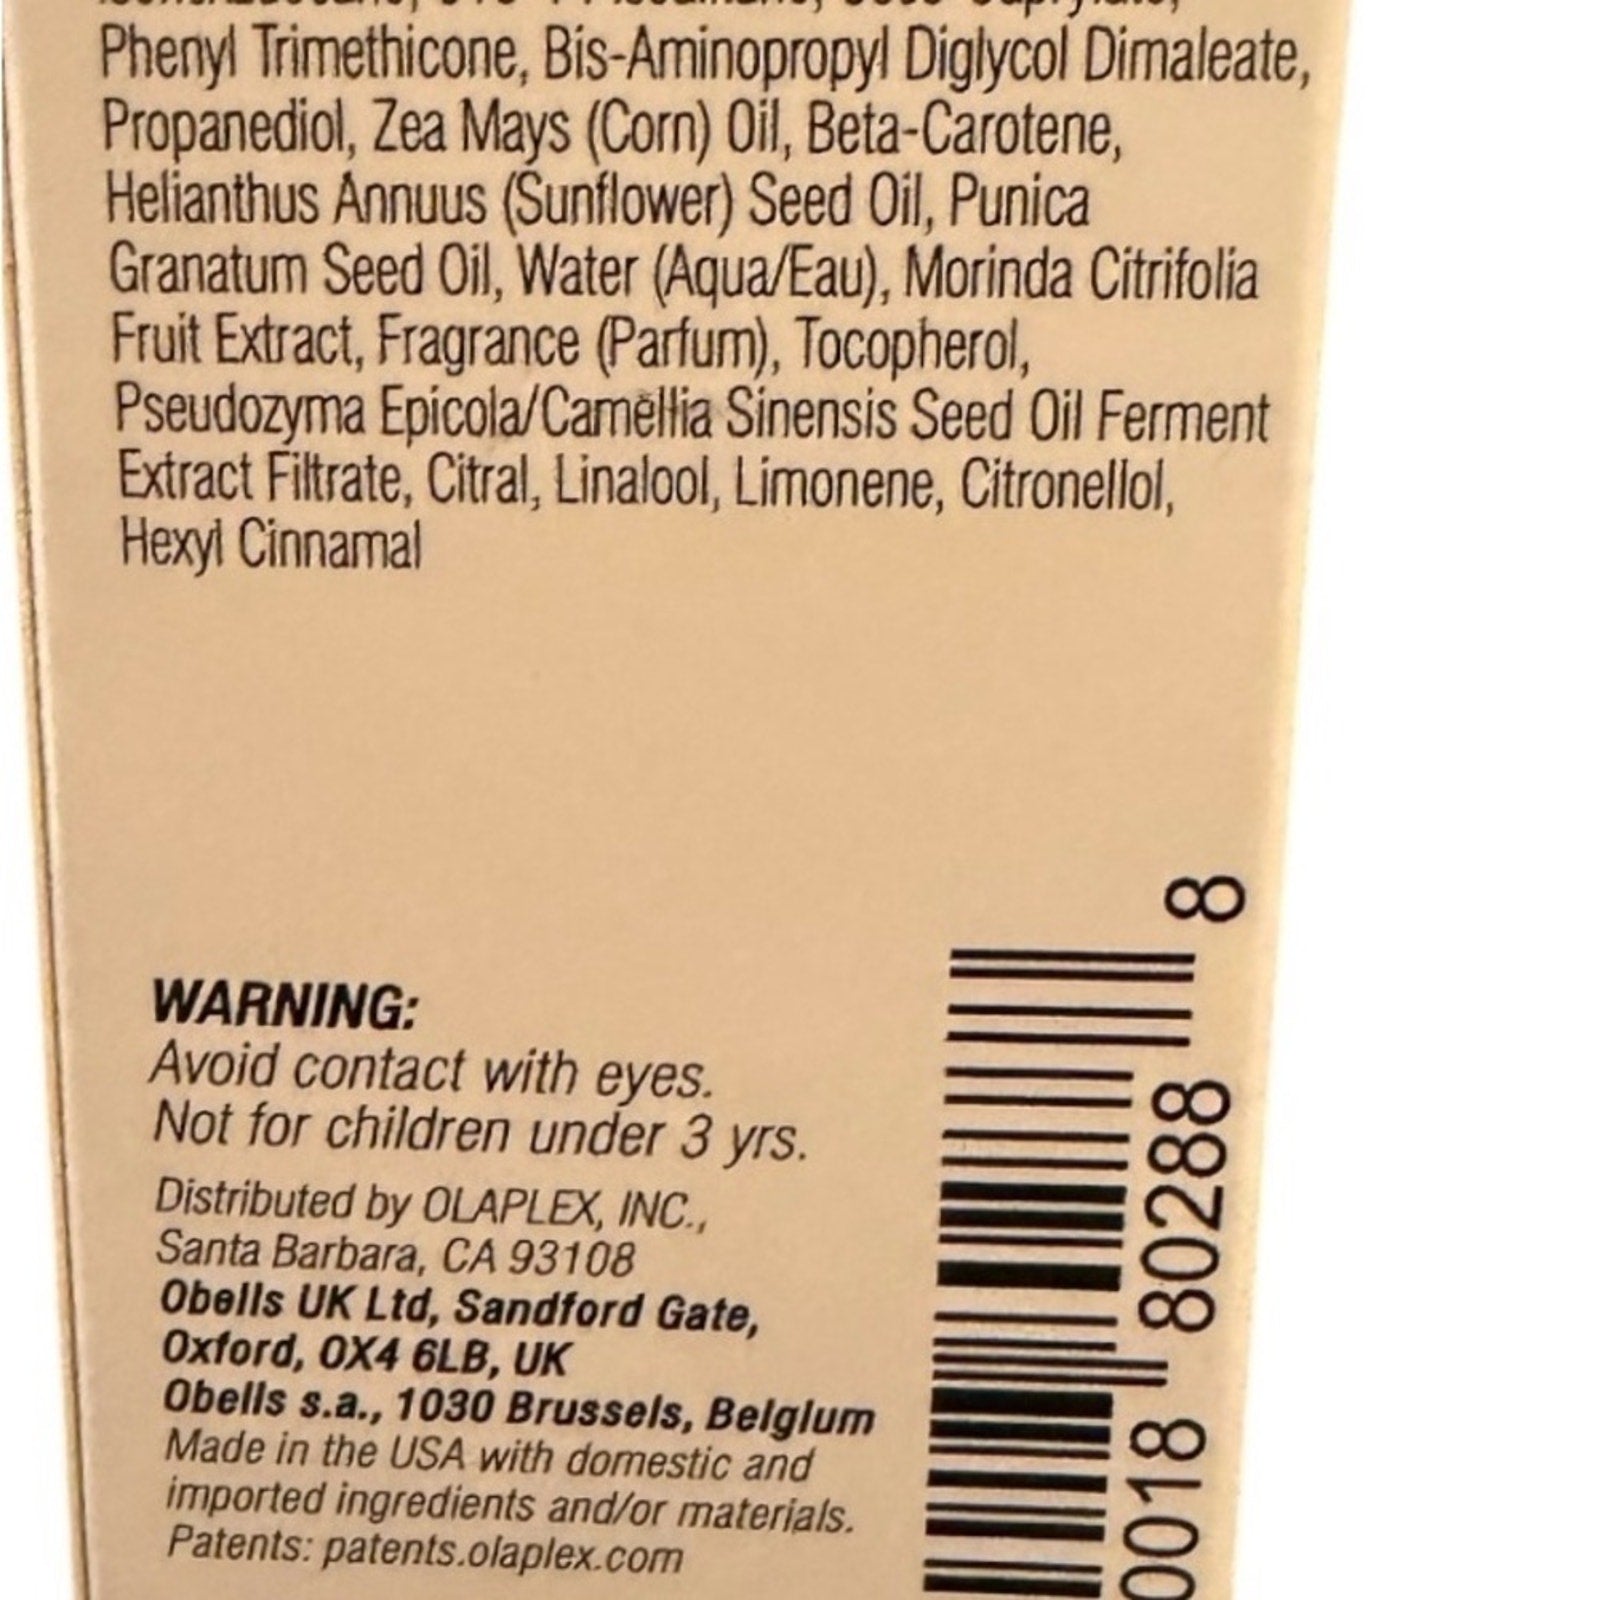 Phenyl Trimethicone, Bis-Aminopropyl Diglycol Dimaleate,
Propanediol, Zea Mays (Corn) Oil, Beta-Carotene,
Helianthus Annuus (Sunflower) Seed Oil, Punica
Granatum Seed Oil, Water (Aqua/Eau), Morinda Citrifolia
Fruit Extract, Fragrance (Parfum), Tocopherol,
Pseudozyma Epicola/Camellia Sinensis Seed Oil Ferment
Extract Filtrate, Citral, Linalool, Limonene, Citronellol,
Hexyl Cinnamal
WARNING:
Avoid contact with eyes.
Not for children under 3 yrs.
Distributed by OLAPLEX, INC.,
Santa Barbara, CA 93108
Obells UK Ltd, Sandford Gate,
Oxford, OX4 6LB, UK
Obells s.a., 1030 Brussels, Belgium
Made in the USA with domestic and
imported ingredients and/or materials.
Patents: patents.olaplex.com
0018 80288 8